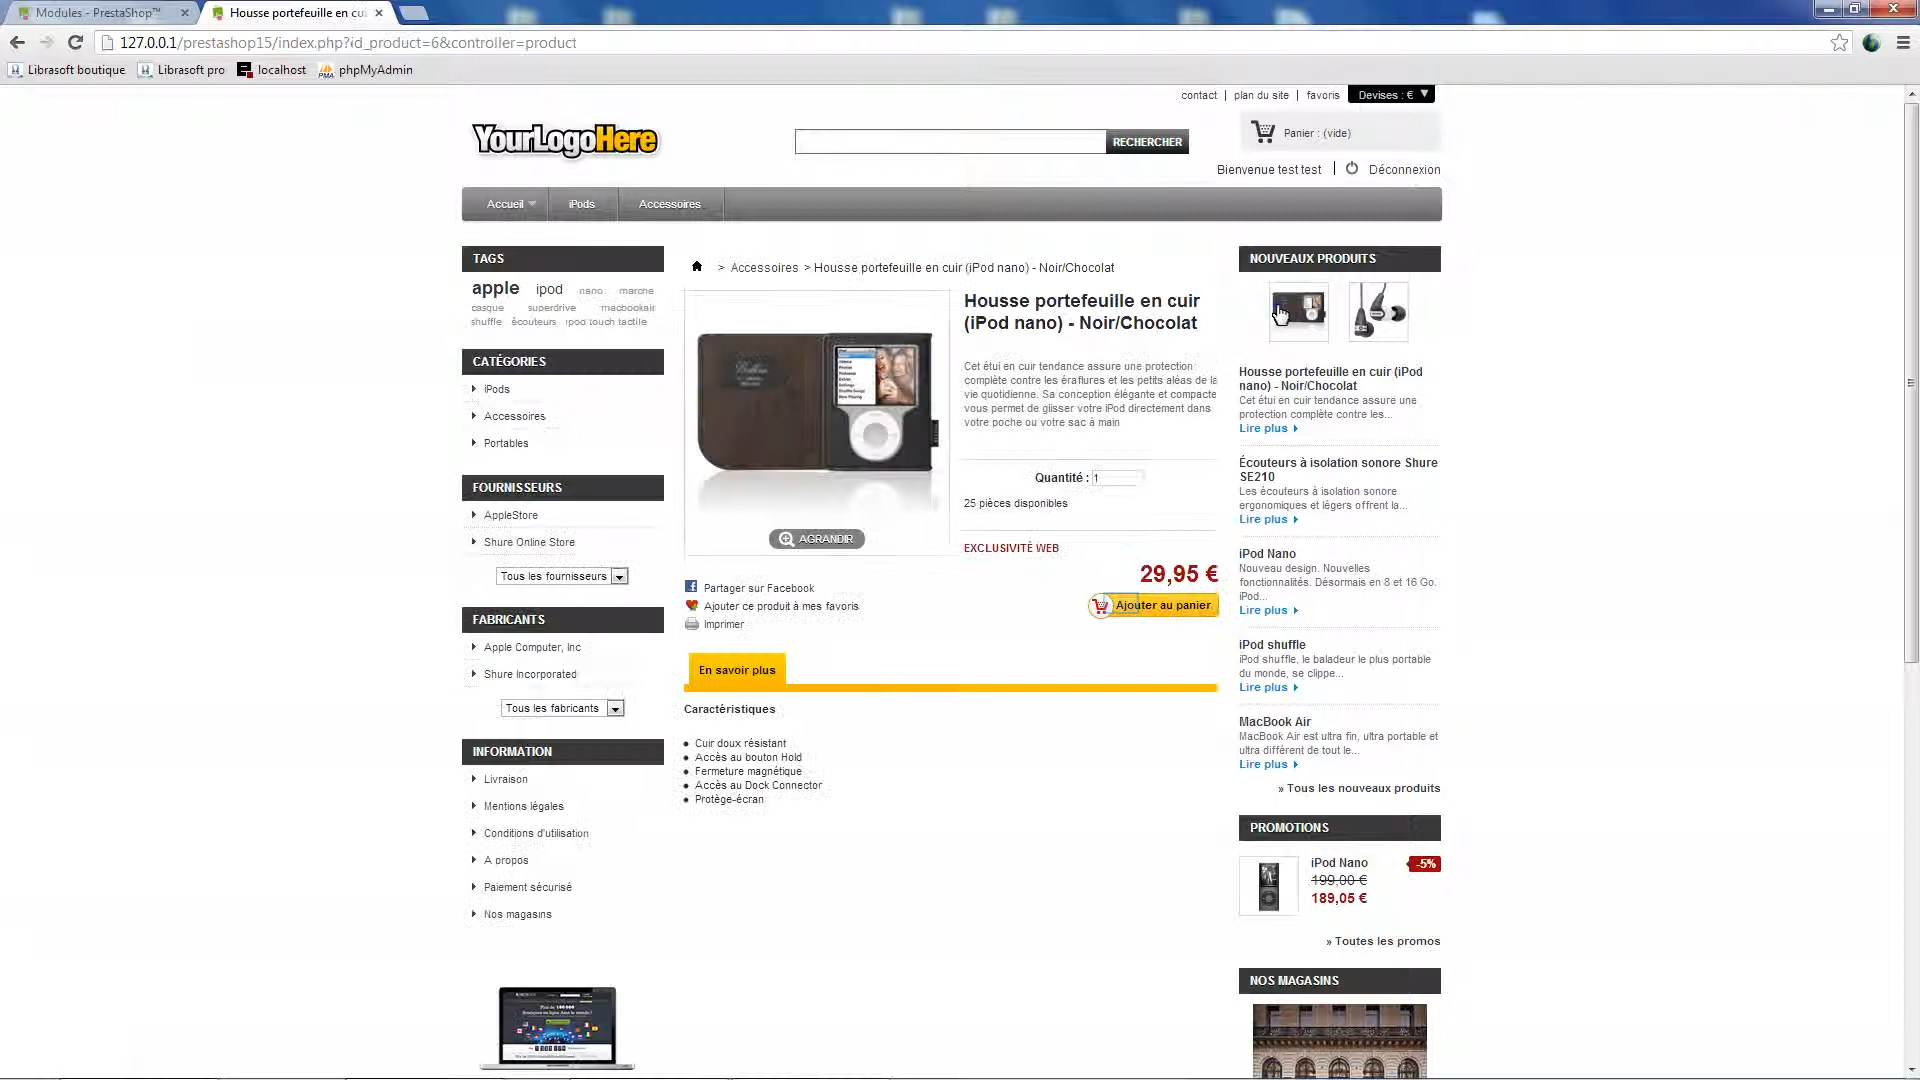 Modules - PrestaShop™
Housse portefeuille en cui
127.0.0.1/prestashop15/index.php?id_product=6&controller=product
Librasoft boutique
Librasoft pro
localhost
phpMyAdmin
contact | plan du site | favoris
Devises : €
YourLogoHere
RECHERCHER
Panier : (vide)
Bienvenue test test | Déconnexion
Accueil
iPods
Accessoires
TAGS
apple ipod nano marche
casque superdrive macbookair
shuffle écouteurs ipod touch tactile
CATÉGORIES
iPods
Accessoires
Portables
FOURNISSEURS
AppleStore
Shure Online Store
Tous les fournisseurs
FABRICANTS
Apple Computer, Inc
Shure Incorporated
Tous les fabricants
INFORMATION
Livraison
Mentions légales
Conditions d'utilisation
A propos
Paiement sécurisé
Nos magasins
> Accessoires > Housse portefeuille en cuir (iPod nano) - Noir/Chocolat
AGRANDIR
Partager sur Facebook
Ajouter ce produit à mes favoris
Imprimer
Housse portefeuille en cuir
(iPod nano) - Noir/Chocolat
Cet étui en cuir tendance assure une protection
complète contre les éraflures et les petits aléas de la
vie quotidienne. Sa conception élégante et compacte
vous permet de glisser votre iPod directement dans
votre poche ou votre sac à main
Quantité : 1
25 pièces disponibles
EXCLUSIVITÉ WEB
29,95 €
Ajouter au panier
En savoir plus
Caractéristiques
Cuir doux résistant
Accès au bouton Hold
Fermeture magnétique
Accès au Dock Connector
Protège-écran
NOUVEAUX PRODUITS
Housse portefeuille en cuir (iPod
nano) - Noir/Chocolat
Cet étui en cuir tendance assure une
protection complète contre les...
Lire plus
Écouteurs à isolation sonore Shure
SE210
Les écouteurs à isolation sonore
ergonomiques et légers offrent la...
Lire plus
iPod Nano
Nouveau design. Nouvelles
fonctionnalités. Désormais en 8 et 16 Go.
iPod...
Lire plus
iPod shuffle
iPod shuffle, le baladeur le plus portable
du monde, se clippe...
Lire plus
MacBook Air
MacBook Air est ultra fin, ultra portable et
ultra différent de tout le...
Lire plus
» Tous les nouveaux produits
PROMOTIONS
iPod Nano
-5%
199,00 €
189,05 €
» Toutes les promos
NOS MAGASINS